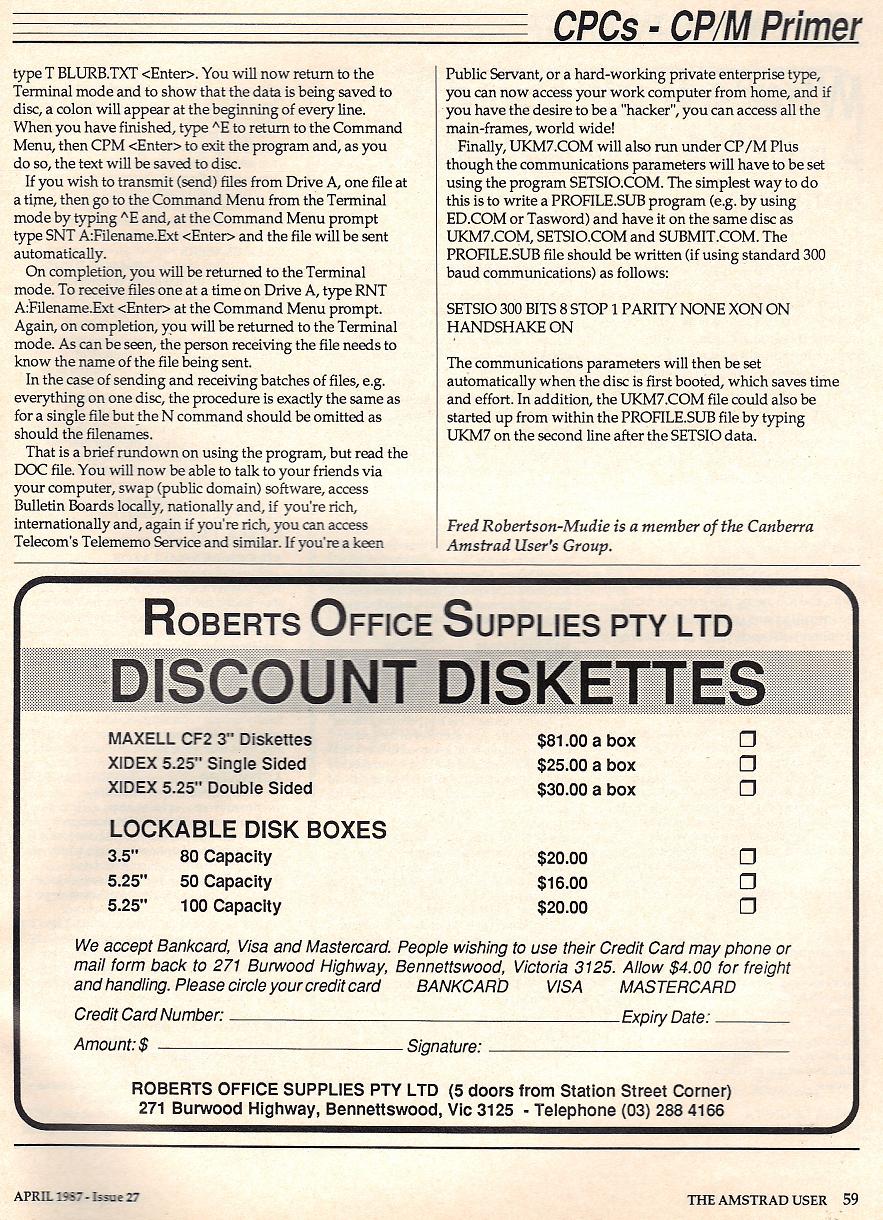 CPCs - CP/M Primer
type T BLURB.TXT <Enter>. You will now return to the
Terminal mode and to show that the data is being saved to
disc, a colon will appear at the beginning of every line.
When you have finished, type ^E to return to the Command
Menu, then CPM <Enter> to exit the program and, as you
do so, the text will be saved to disc.
If you wish to transmit (send) files from Drive A, one file at
a time, then go to the Command Menu from the Terminal
mode by typing ^E and, at the Command Menu prompt
type SNT A:Filename.Ext <Enter> and the file will be sent
automatically.
On completion, you will be returned to the Terminal
mode. To receive files one at a time on Drive A, type RNT
A:Filename.Ext <Enter> at the Command Menu prompt.
Again, on completion, you will be returned to the Terminal
mode. As can be seen, the person receiving the file needs to
know the name of the file being sent.
In the case of sending and receiving batches of files, e.g.
everything on one disc, the procedure is exactly the same as
for a single file but the N command should be omitted as
should the filenames.
That is a brief rundown on using the program, but read the
DOC file. You will now be able to talk to your friends via
your computer, swap (public domain) software, access
Bulletin Boards locally, nationally and, if you're rich,
internationally and, again if you're rich, you can access
Telecom's Telememo Service and similar. If you're a keen
Public Servant, or a hard-working private enterprise type,
you can now access your work computer from home, and if
you have the desire to be a "hacker", you can access all the
main-frames, world wide!
Finally, UKM7.COM will also run under CP/M Plus
though the communications parameters will have to be set
using the program SETSIO.COM. The simplest way to do
this is to write a PROFILE.SUB program (e.g. by using
ED.COM or Tasword) and have it on the same disc as
UKM7.COM, SETSIO.COM and SUBMIT.COM. The
PROFILE.SUB file should be written (if using standard 300
baud communications) as follows:
SETSIO 300 BITS 8 STOP 1 PARITY NONE XON ON
HANDSHAKE ON
The communications parameters will then be set
automatically when the disc is first booted, which saves time
and effort. In addition, the UKM7.COM file could also be
started up from within the PROFILE.SUB file by typing
UKM7 on the second line after the SETSIO data.
Fred Robertson-Mudie is a member of the Canberra
Amstrad User's Group.
ROBERTS OFFICE SUPPLIES PTY LTD
DISCOUNT DISKETTES
MAXELL CF2 3" Diskettes $81.00 a box
XIDEX 5.25" Single Sided $25.00 a box
XIDEX 5.25" Double Sided $30.00 a box
LOCKABLE DISK BOXES
3.5" 80 Capacity $20.00
5.25" 50 Capacity $16.00
5.25" 100 Capacity $20.00
We accept Bankcard, Visa and Mastercard. People wishing to use their Credit Card may phone or
mail form back to 271 Burwood Highway, Bennettswood, Victoria 3125. Allow $4.00 for freight
and handling. Please circle your credit card BANKCARD VISA MASTERCARD
Credit Card Number: Expiry Date:
Amount: $ Signature:
ROBERTS OFFICE SUPPLIES PTY LTD (5 doors from Station Street Corner)
271 Burwood Highway, Bennettswood, Vic 3125 - Telephone (03) 288 4166
APRIL 1987 - Issue 27
THE AMSTRAD USER 59